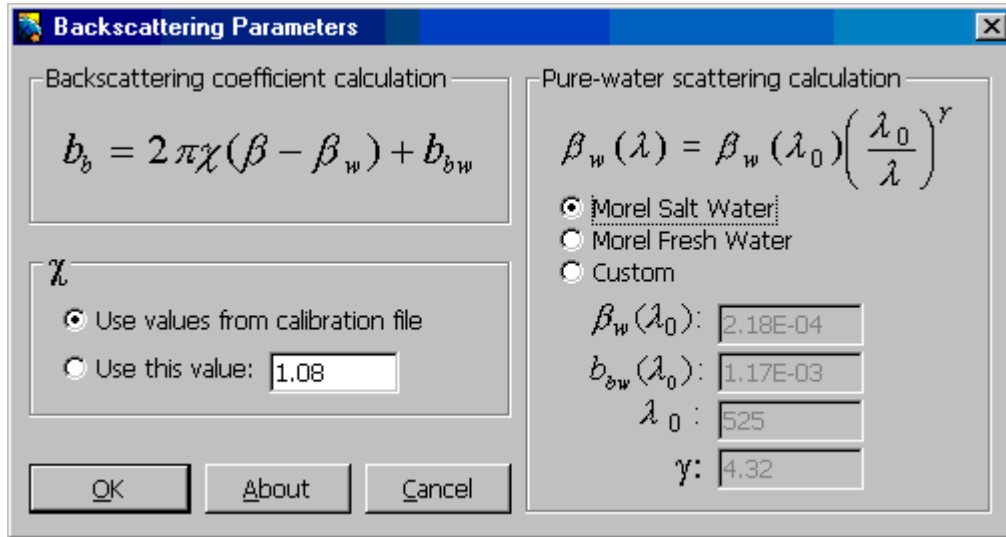 Backscattering Parameters
Backscattering coefficient calculation
b_b = 2πχ(β − β_w) + b_bw
χ
Use values from calibration file
Use this value: 1.08
OK About Cancel
Pure-water scattering calculation
β_w(λ) = β_w(λ_0)(λ_0/λ)^γ
Morel Salt Water
Morel Fresh Water
Custom
β_w(λ_0): 2.18E-04
b_bw(λ_0): 1.17E-03
λ_0: 525
γ: 4.32